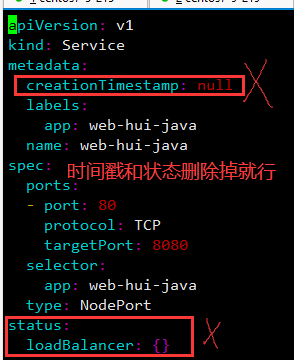 apiVersion: v1
kind: Service
metadata:
  creationTimestamp: null
  labels:
    app: web-hui-java
  name: web-hui-java
spec:
时间戳和状态删除掉就行
  ports:
  - port: 80
    protocol: TCP
    targetPort: 8080
  selector:
    app: web-hui-java
  type: NodePort
status:
  loadBalancer: {}